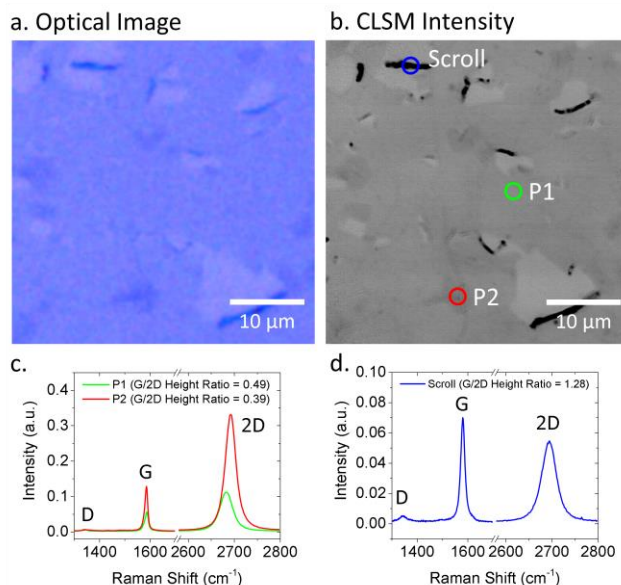 a. Optical Image
b. CLSM Intensity
Scroll
P1
P2
10 µm
10 µm
c.
P1 (G/2D Height Ratio = 0.49)
P2 (G/2D Height Ratio = 0.39)
2D
G
D
Intensity (a.u.)
0.4
0.3
0.2
0.1
0.0
1400 1600 2600 2700 2800
Raman Shift (cm-1)
d.
Scroll (G/2D Height Ratio = 1.28)
G
2D
D
Intensity (a.u.)
0.10
0.08
0.06
0.04
0.02
0.00
1400 1600 2600 2700 2800
Raman Shift (cm-1)